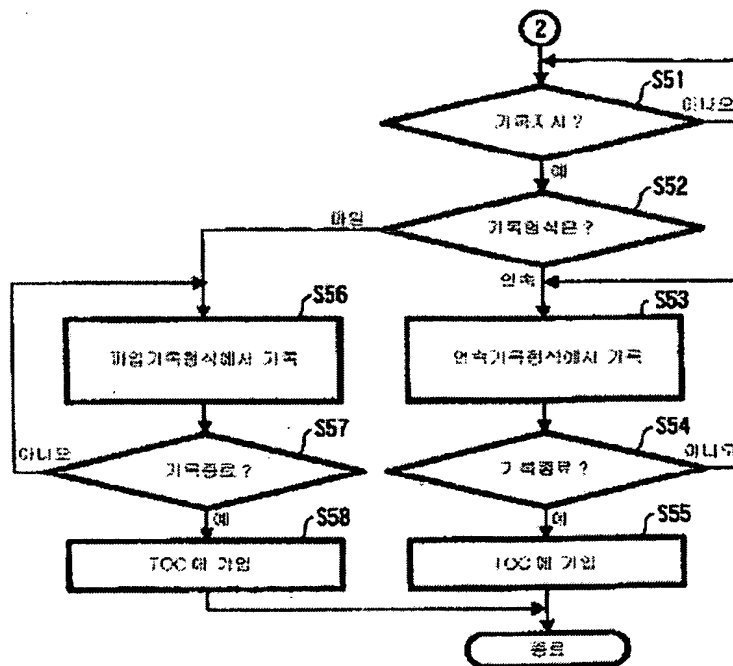 2
S51
기록지시?
아니오
예
S52
기록형식은?
파일
연속
S56
파일기록형식에서 기록
S53
연속기록형식에서 기록
S57
기록종료?
아니오
S54
기록종료?
아니오
예
S58
TOC에 기입
예
S55
TOC에 기입
종료